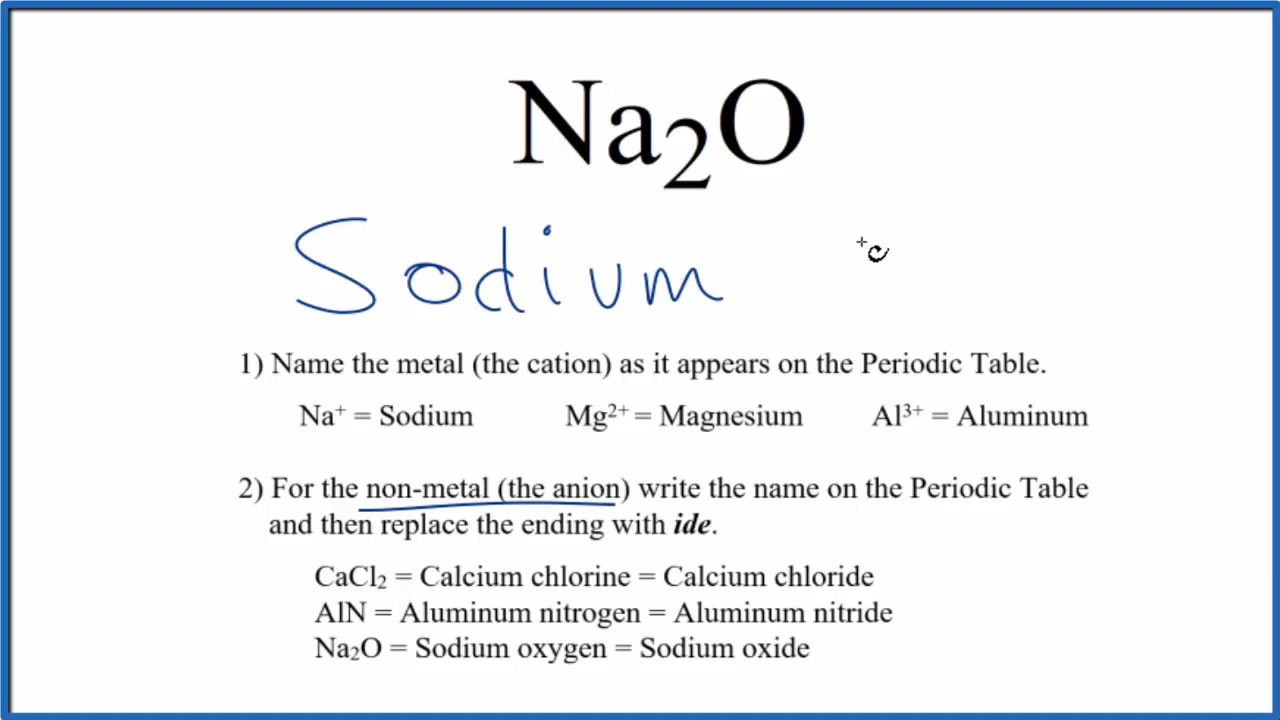 Na₂O
Sodium
1) Name the metal (the cation) as it appears on the Periodic Table.
Na⁺ = Sodium Mg²⁺ = Magnesium Al³⁺ = Aluminum
2) For the non-metal (the anion) write the name on the Periodic Table
and then replace the ending with ide.
CaCl₂ = Calcium chlorine = Calcium chloride
AlN = Aluminum nitrogen = Aluminum nitride
Na₂O = Sodium oxygen = Sodium oxide